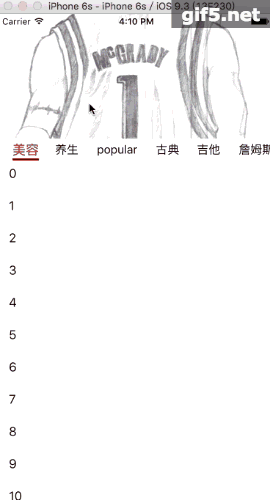 iPhone 6s - iPhone 6s / iOS 9.3 (13E230)
gif5.net
Carrier 4:10 PM
McGRADY
1
美容 养生 popular 古典 吉他 詹姆斯
0
1
2
3
4
5
6
7
8
9
10